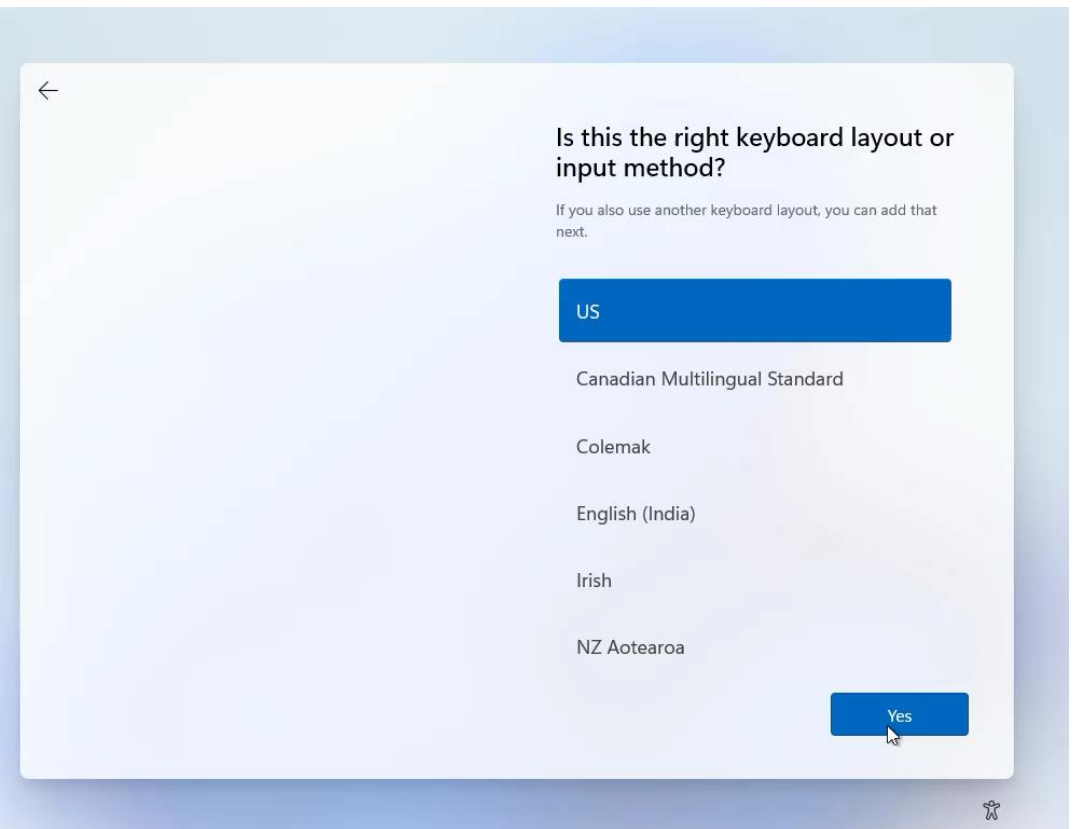 Is this the right keyboard layout or
input method?
If you also use another keyboard layout, you can add that
next.
US
Canadian Multilingual Standard
Colemak
English (India)
Irish
NZ Aotearoa
Yes